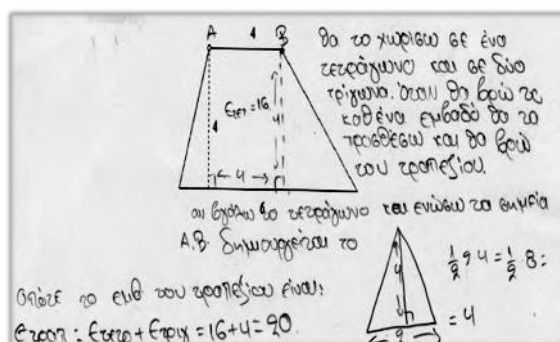 A 4 B
Ετετ=16
4
4
4
θα το χωρίσω σε ένα
τετράγωνο και σε δύο
τρίγωνα. Όταν θα βρω το
καθένα εμβαδό θα τα
προσθέσω και θα βρω
του τραπεζίου.
αν βγάλω το τετράγωνο και ενώσω τα σημεία
A.B. δημιουργείται το
4
2
1/2 2 4 = 1/2 8 =
= 4
οπότε το εμβ του τραπεζίου είναι:
Ετραπ = Ετετρ + Ετριγ = 16+4=20.